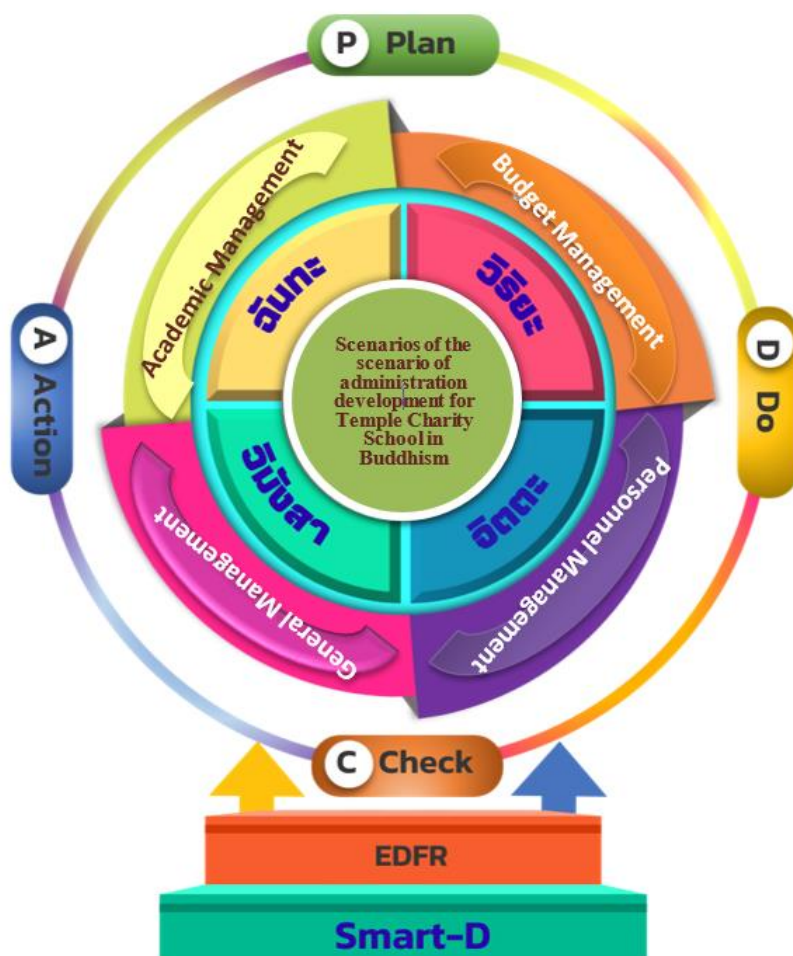 P Plan
Academic Management
Budget Management
ฉันทะ
วิริยะ
A Action
D Do
Scenarios of the
scenario of
administration
development for
Temple Charity
School in
Buddhism
วิมังสา
จิตตะ
General Management
Personnel Management
C Check
EDFR
Smart-D